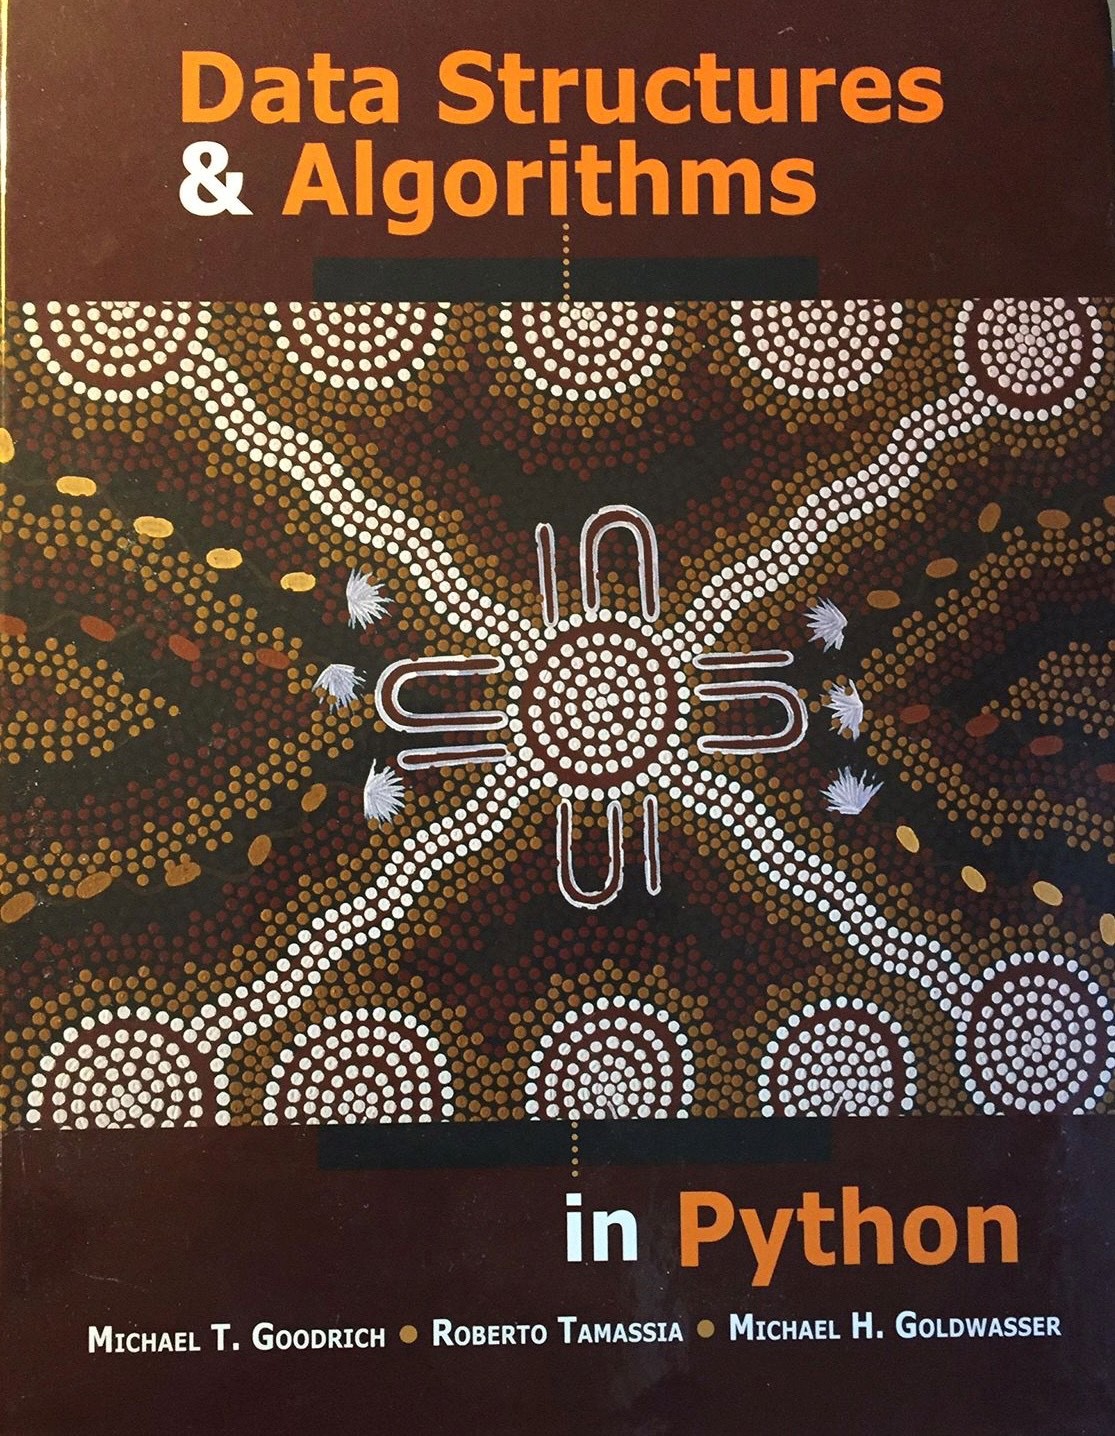 Data Structures
& Algorithms
in Python
Michael T. Goodrich • Roberto Tamassia • Michael H. Goldwasser